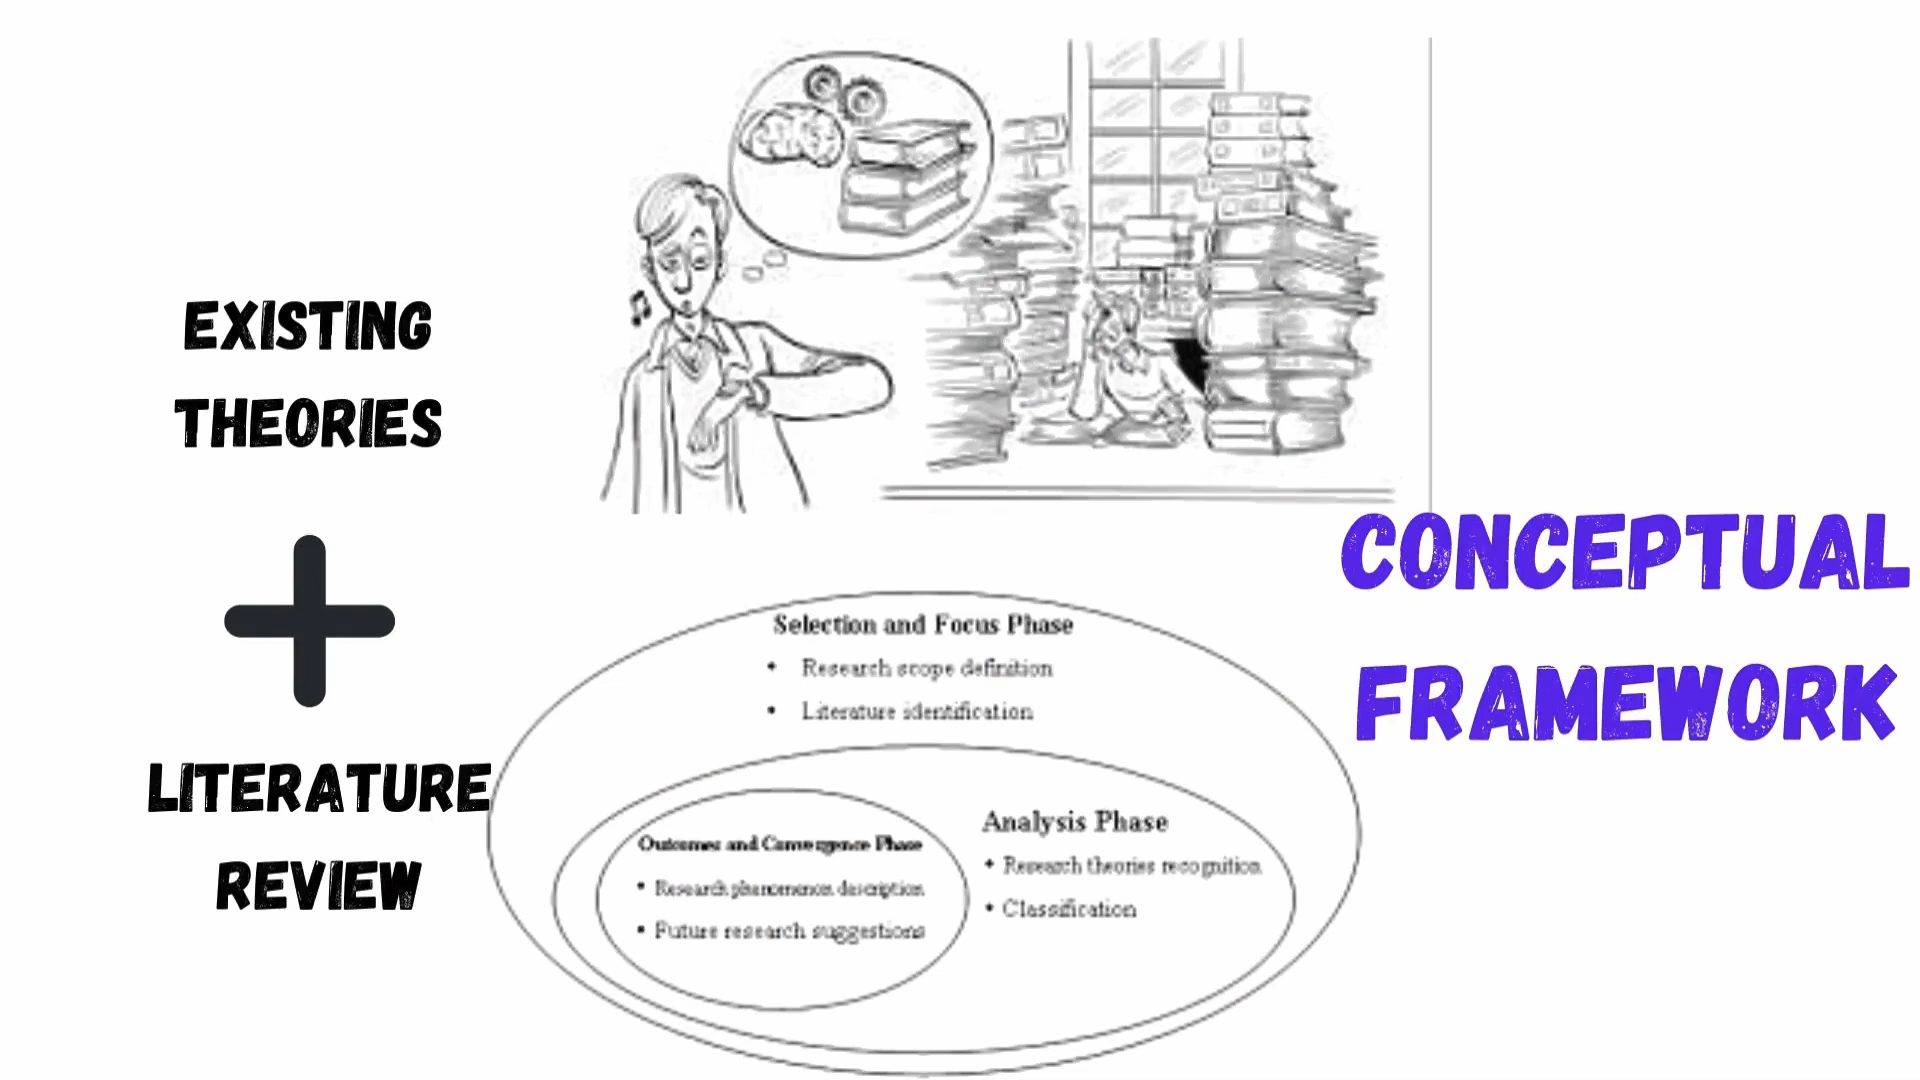 EXISTING
THEORIES
LITERATURE
REVIEW
Selection and Focus Phase
• Research scope definition
• Literature identification
Analysis Phase
• Research theories recognition
• Classification
Outcomes and Convergence Phase
• Research phenomenon description
• Future research suggestions
CONCEPTUAL
FRAMEWORK